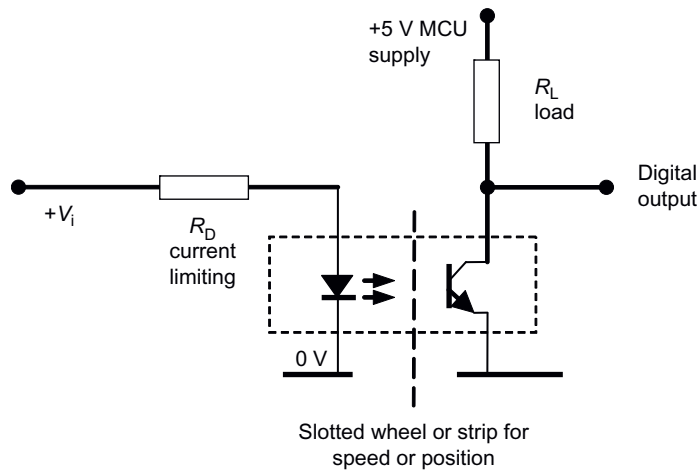 +5 V MCU
supply
R_L
load
Digital
output
+V_i
R_D
current
limiting
0 V
Slotted wheel or strip for
speed or position